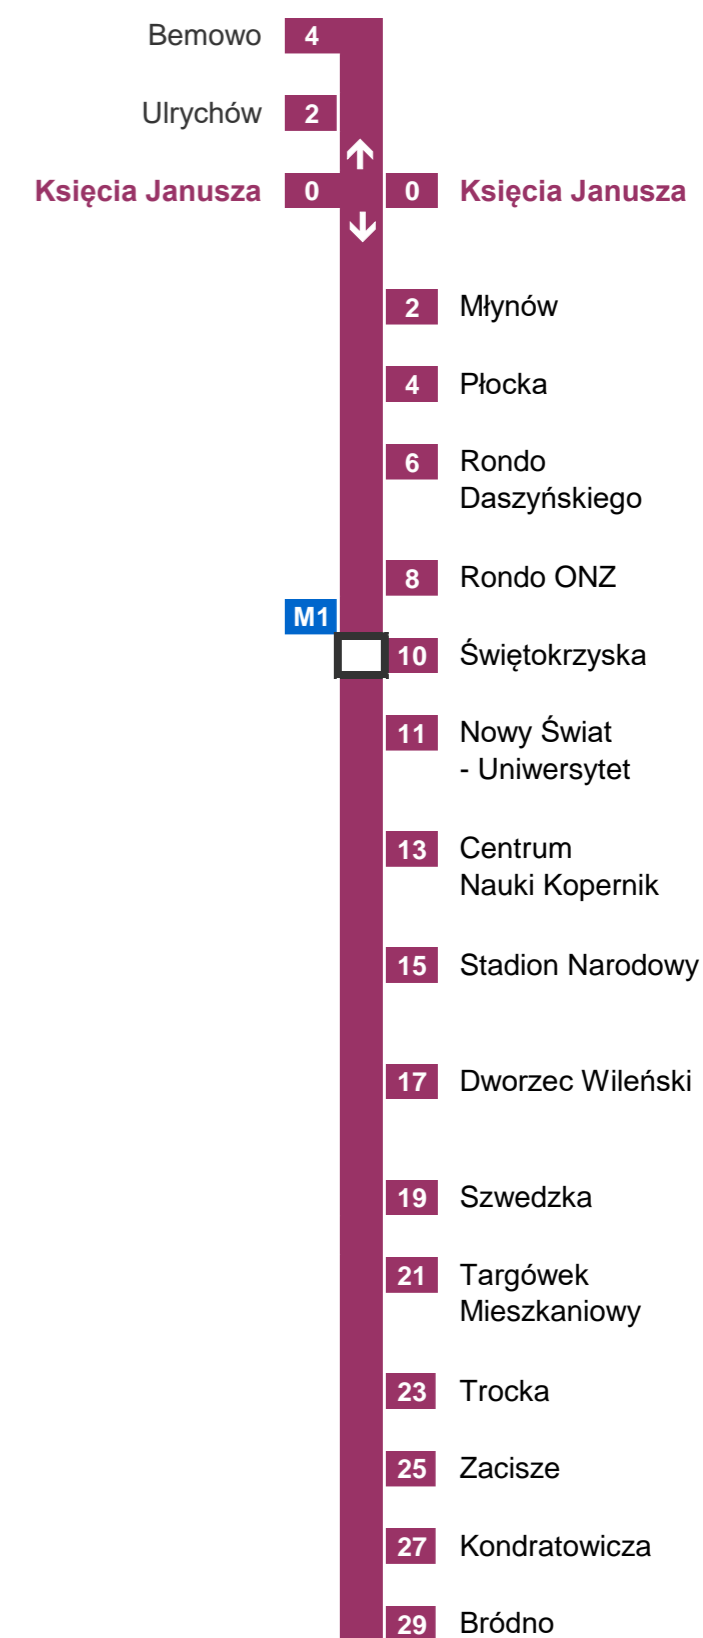 Bemowo 4
Ulrychów 2
Księcia Janusza 0 0 Księcia Janusza
2 Młynów
4 Płocka
6 Rondo
Daszyńskiego
8 Rondo ONZ
M1
10 Świętokrzyska
11 Nowy Świat
- Uniwersytet
13 Centrum
Nauki Kopernik
15 Stadion Narodowy
17 Dworzec Wileński
19 Szwedzka
21 Targówek
Mieszkaniowy
23 Trocka
25 Zacisze
27 Kondratowicza
29 Bródno